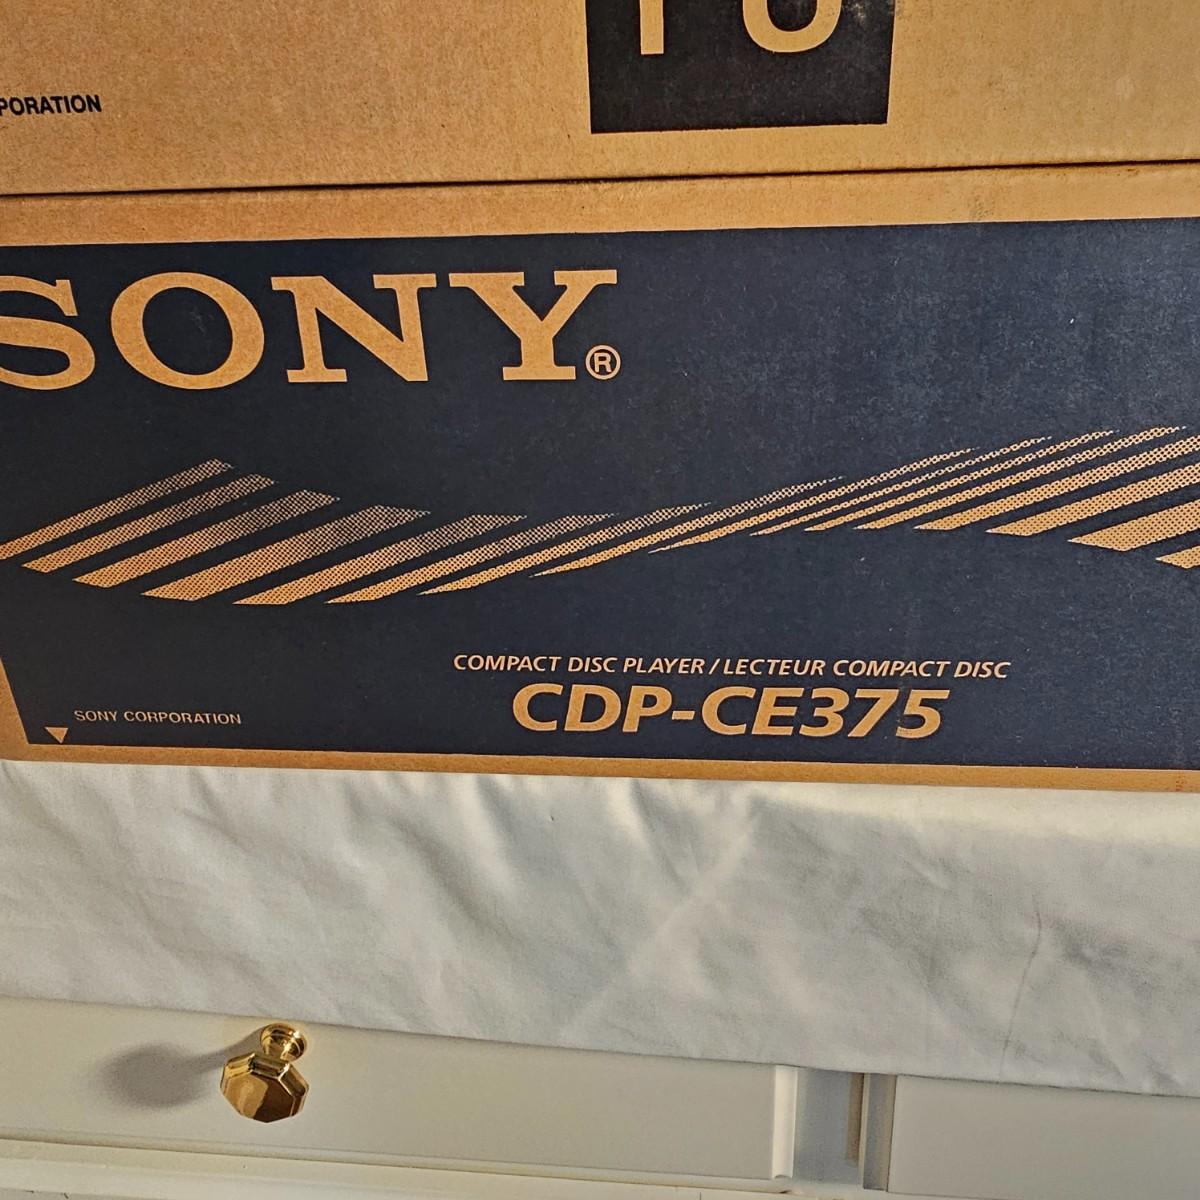 PORATION
SONY®
COMPACT DISC PLAYER / LECTEUR COMPACT DISC
CDP-CE375
SONY CORPORATION